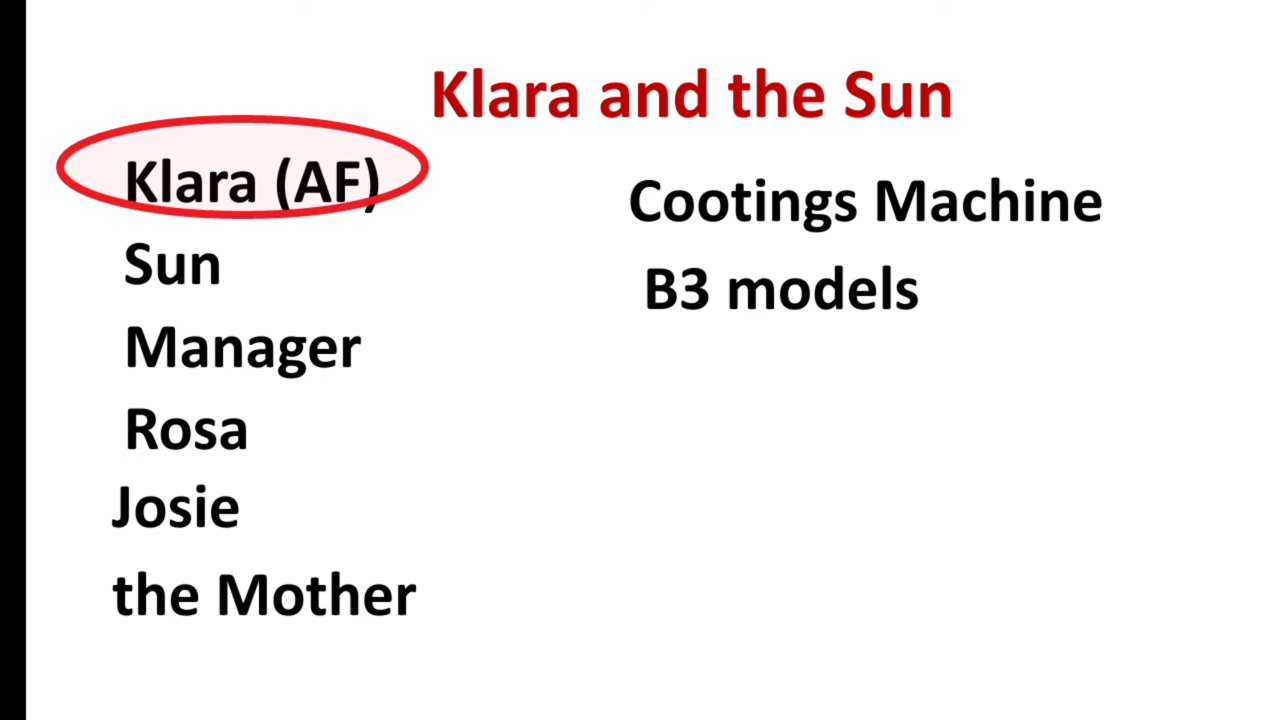 Klara and the Sun
Klara (AF)
Sun
Manager
Rosa
Josie
the Mother
Cootings Machine
B3 models